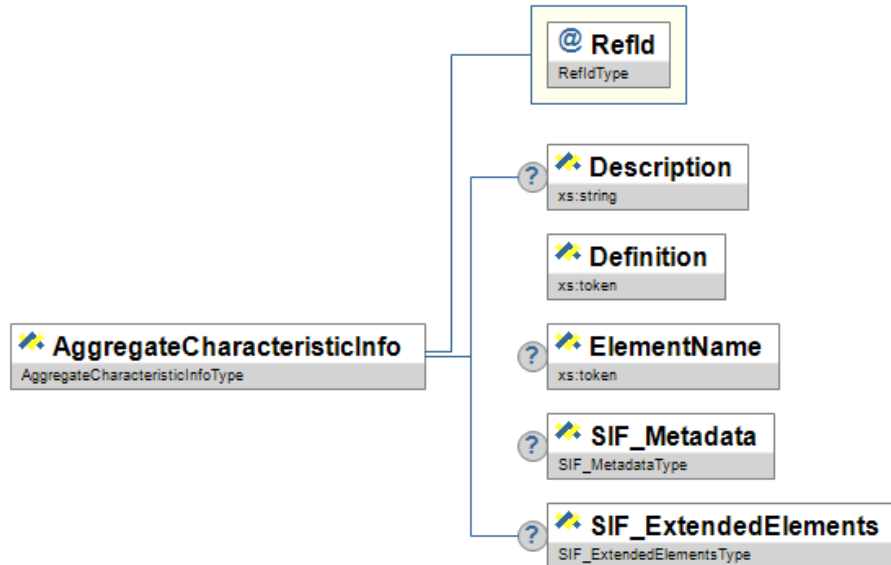 @ RefId
RefIdType
? Description
xs:string
Definition
xs:token
AggregateCharacteristicInfo
AggregateCharacteristicInfoType
? ElementName
xs:token
? SIF_Metadata
SIF_MetadataType
? SIF_ExtendedElements
SIF_ExtendedElementsType